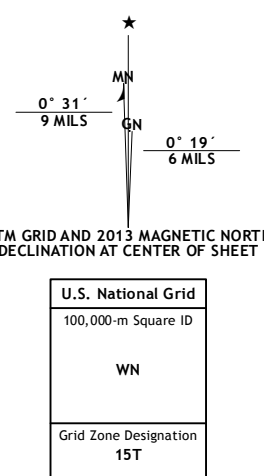 ★
MN
0° 31´
9 MILS
GN
0° 19´
6 MILS
TM GRID AND 2013 MAGNETIC NORTH
DECLINATION AT CENTER OF SHEET
U.S. National Grid
100,000-m Square ID
WN
Grid Zone Designation
15T